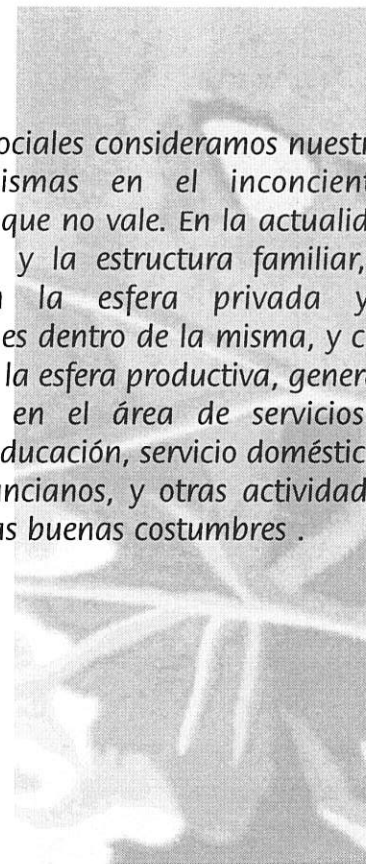 ociales consideramos nuestr
ismas en el inconcient
que no vale. En la actualid
y la estructura familiar,
la esfera privada y
es dentro de la misma, y c
la esfera productiva, gener
en el área de servicios
ducación, servicio doméstic
ncianos, y otras actividad
as buenas costumbres .